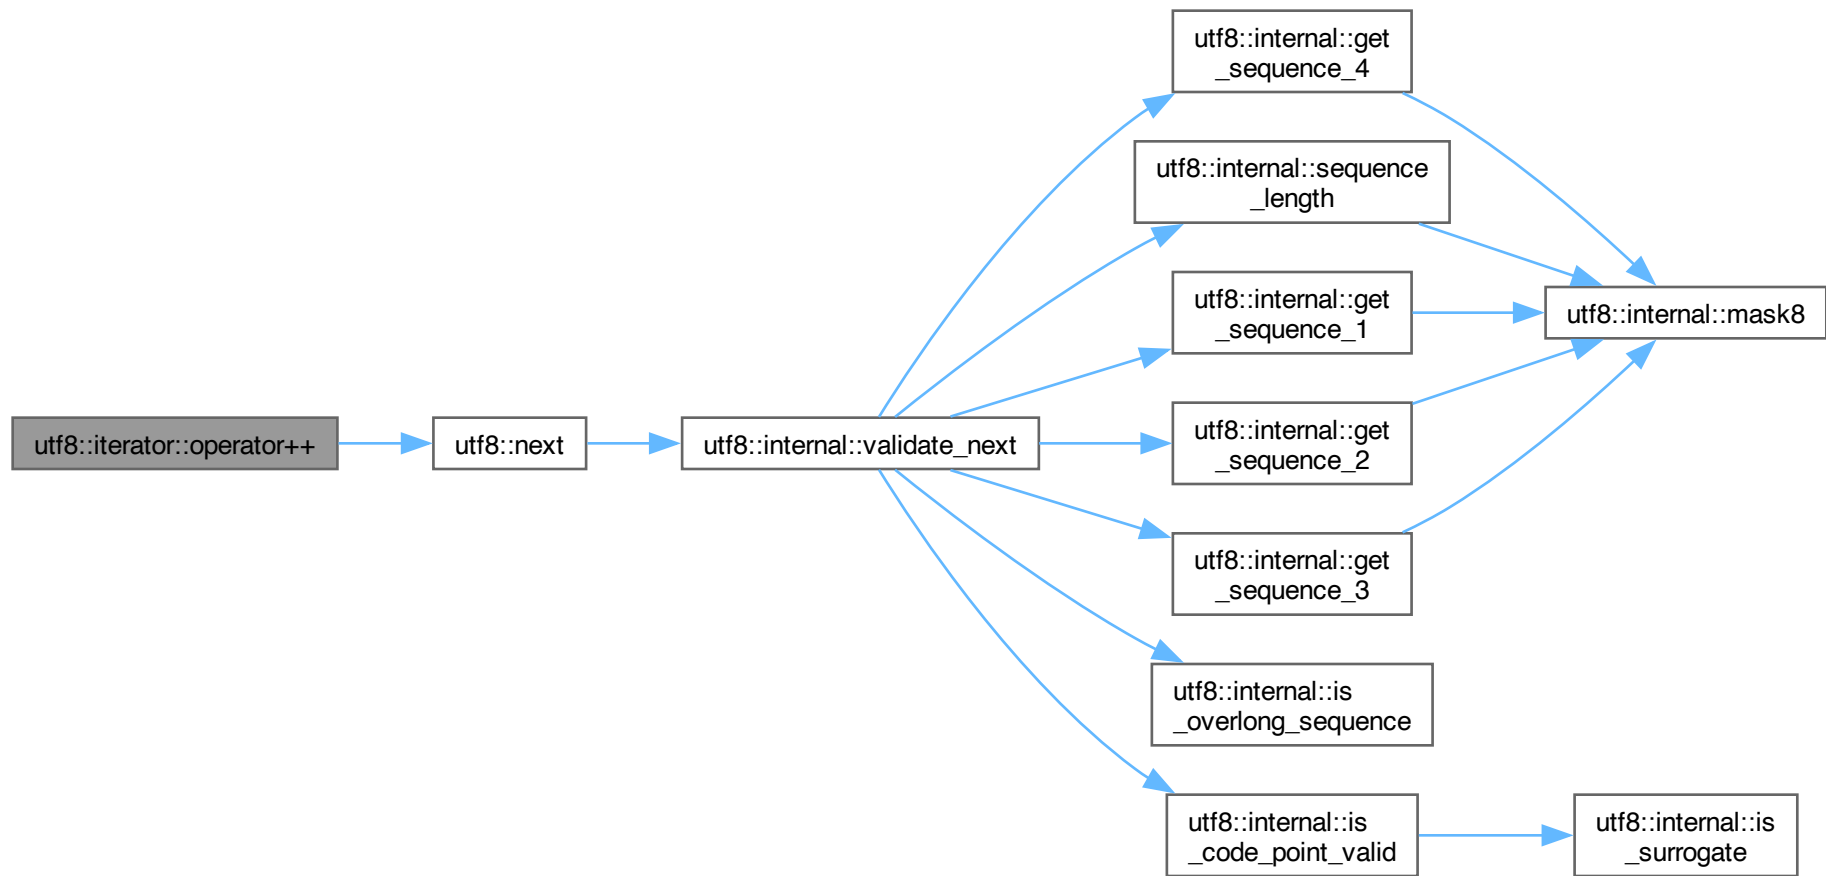 utf8::iterator::operator++
utf8::next
utf8::internal::validate_next
utf8::internal::get
_sequence_4
utf8::internal::sequence
_length
utf8::internal::get
_sequence_1
utf8::internal::get
_sequence_2
utf8::internal::get
_sequence_3
utf8::internal::is
_overlong_sequence
utf8::internal::is
_code_point_valid
utf8::internal::mask8
utf8::internal::is
_surrogate